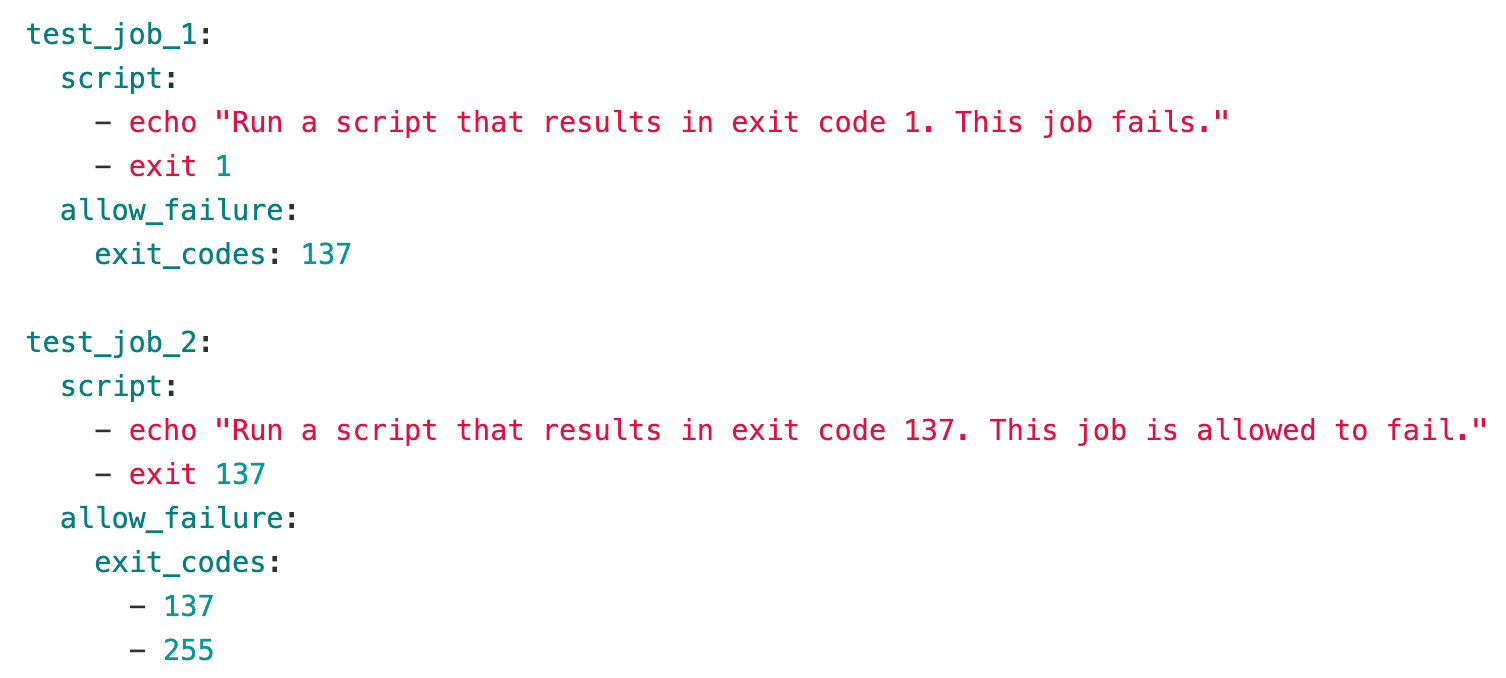 test_job_1:
  script:
    - echo "Run a script that results in exit code 1. This job fails."
    - exit 1
  allow_failure:
    exit_codes: 137

test_job_2:
  script:
    - echo "Run a script that results in exit code 137. This job is allowed to fail."
    - exit 137
  allow_failure:
    exit_codes:
      - 137
      - 255